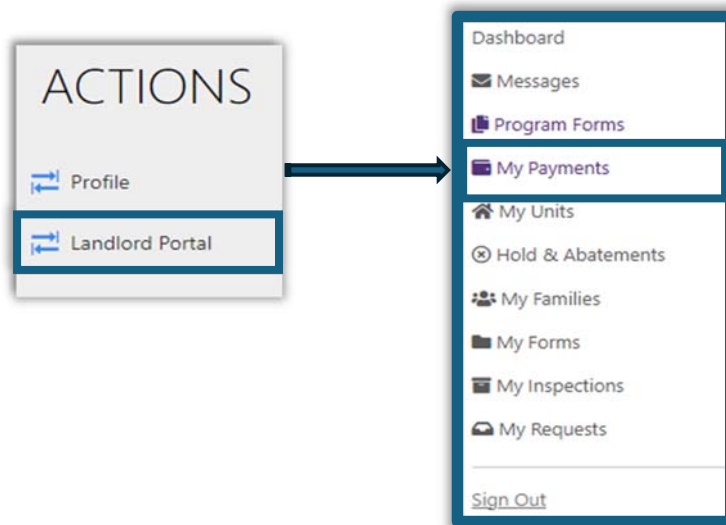 ACTIONS
Profile
Landlord Portal
Dashboard
Messages
Program Forms
My Payments
My Units
Hold & Abatements
My Families
My Forms
My Inspections
My Requests
Sign Out